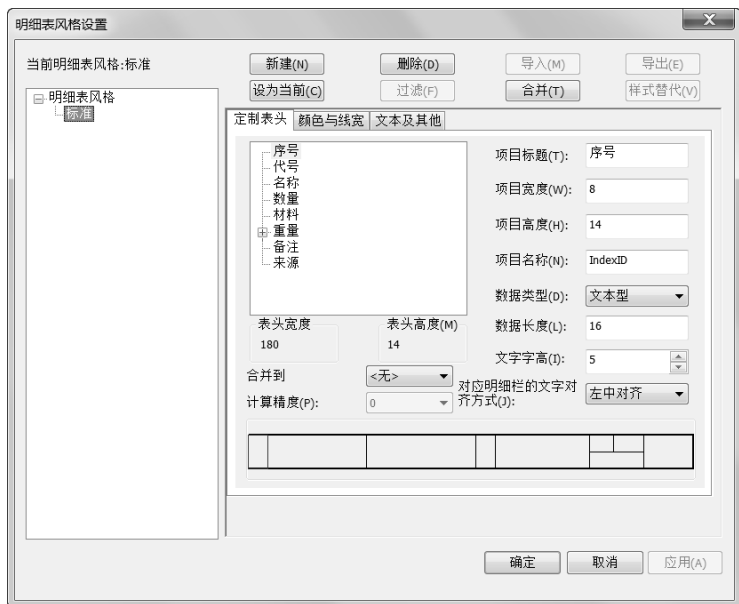 明细表风格设置
当前明细表风格:标准
新建(N) 删除(D) 导入(M) 导出(E)
设为当前(C) 过滤(F) 合并(T) 样式替代(V)
明细表风格
标准
定制表头 颜色与线宽 文本及其他
序号
代号
名称
数量
材料
重量
备注
来源
项目标题(T): 序号
项目宽度(W): 8
项目高度(H): 14
项目名称(N): IndexID
数据类型(D): 文本型
数据长度(L): 16
文字字高(I): 5
对应明细栏的文字对
齐方式(J): 左中对齐
表头宽度 表头高度(M)
180 14
合并到 <无>
计算精度(P): 0
确定 取消 应用(A)